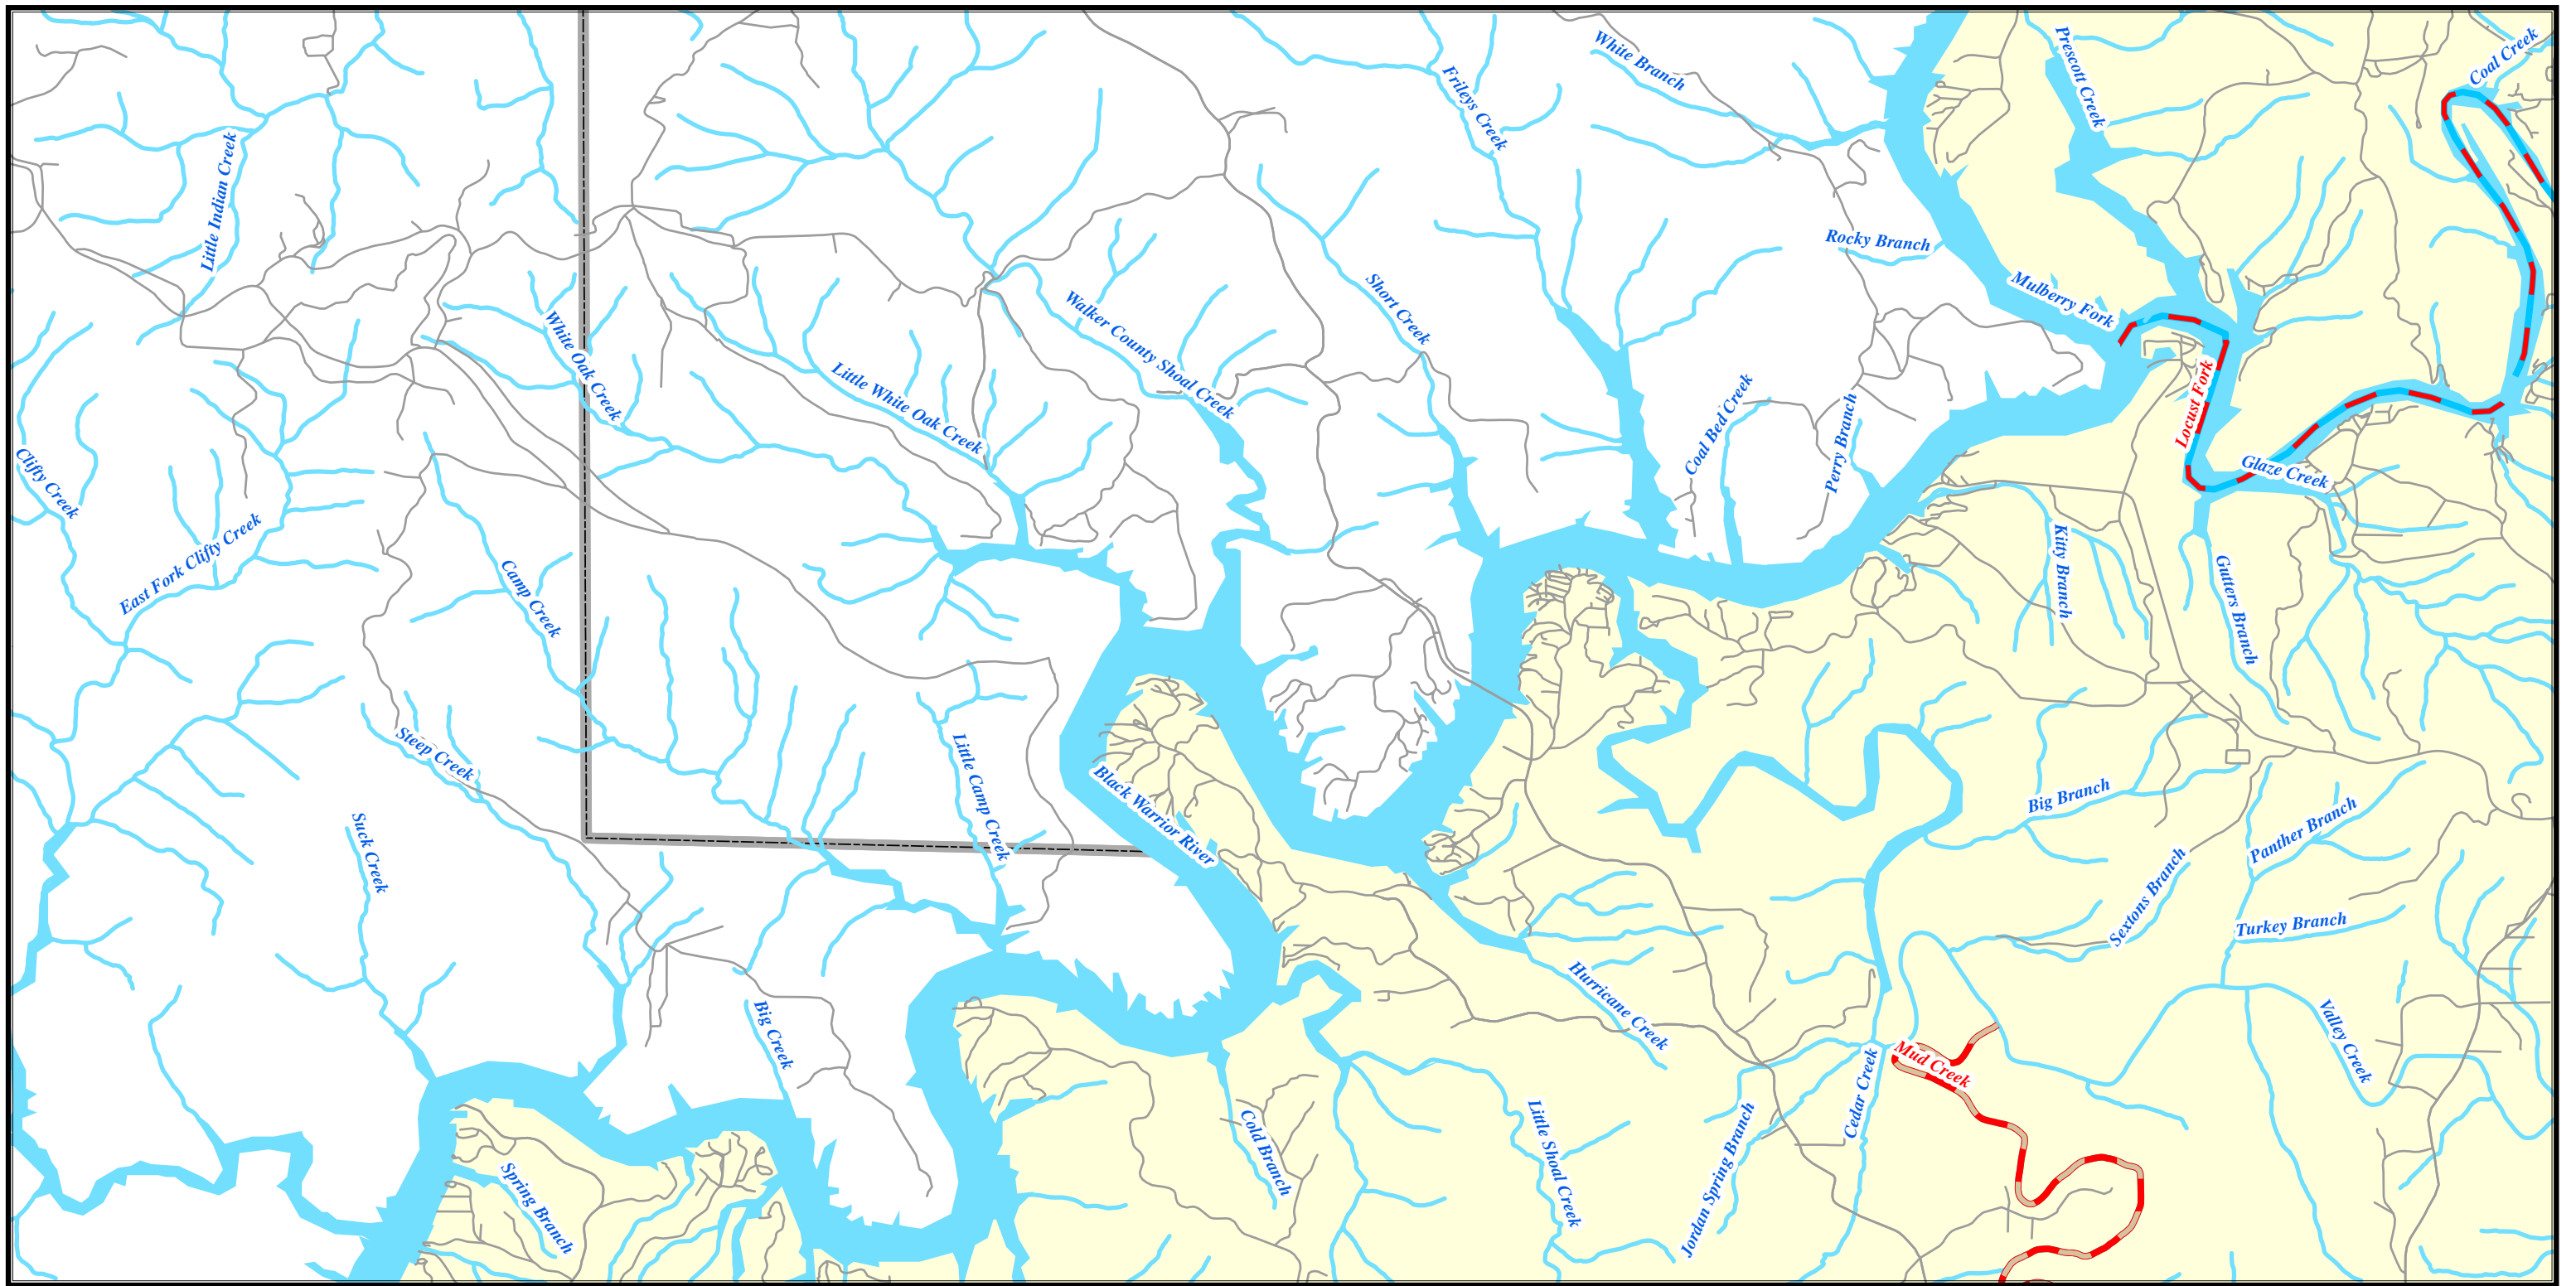 Prescott Creek
Coal Creek
White Branch
Frileys Creek
Little Indian Creek
Rocky Branch
Mulberry Fork
Short Creek
Walker County Shoal Creek
White Oak Creek
Little White Oak Creek
Locust Fork
Coal Bed Creek
Perry Branch
Glaze Creek
Clifty Creek
East Fork Clifty Creek
Camp Creek
Kitty Branch
Gutters Branch
Steep Creek
Little Camp Creek
Black Warrior River
Big Branch
Panther Branch
Suck Creek
Sextons Branch
Turkey Branch
Hurricane Creek
Big Creek
Valley Creek
Mud Creek
Cedar Creek
Cold Branch
Little Shoal Creek
Jordan Spring Branch
Spring Branch